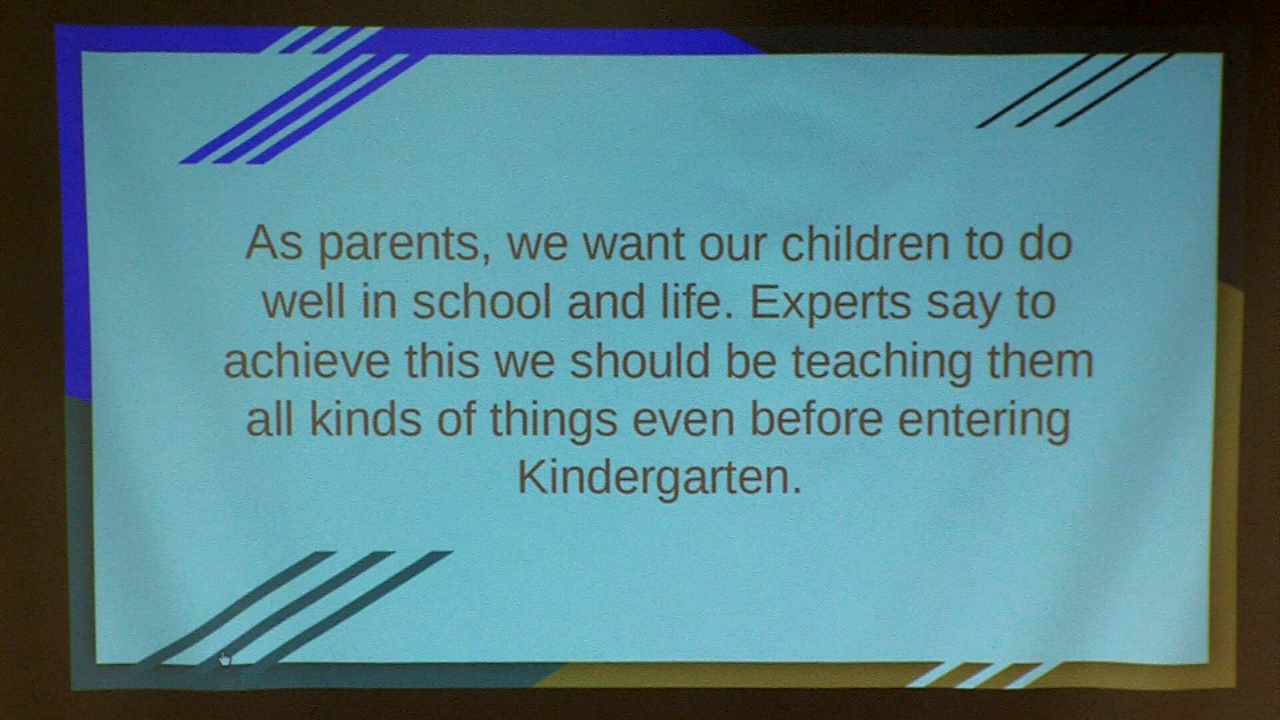 As parents, we want our children to do
well in school and life. Experts say to
achieve this we should be teaching them
all kinds of things even before entering
Kindergarten.